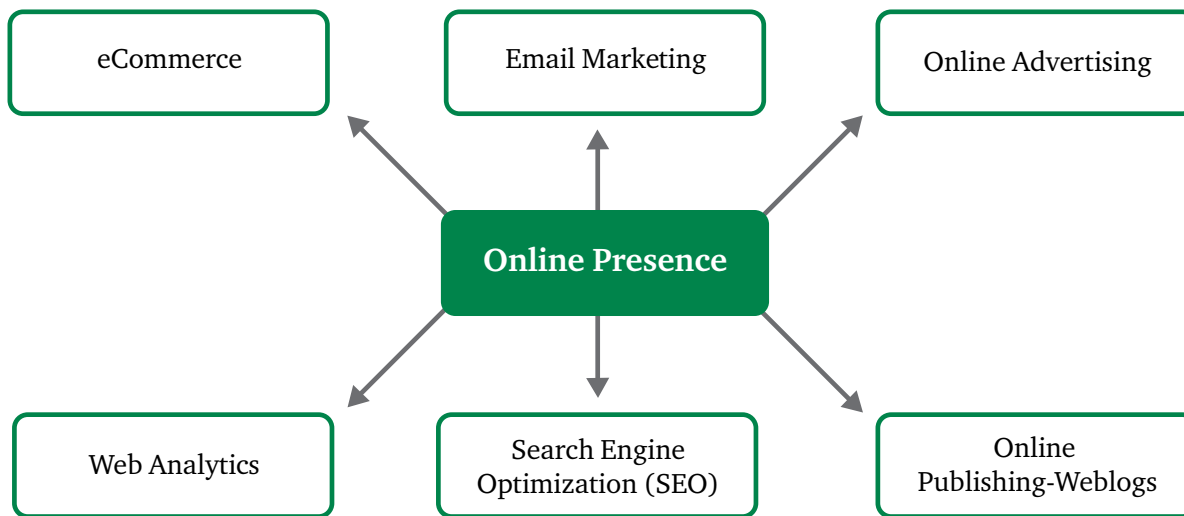 eCommerce
Email Marketing
Online Advertising
Online Presence
Web Analytics
Search Engine
Optimization (SEO)
Online
Publishing-Weblogs